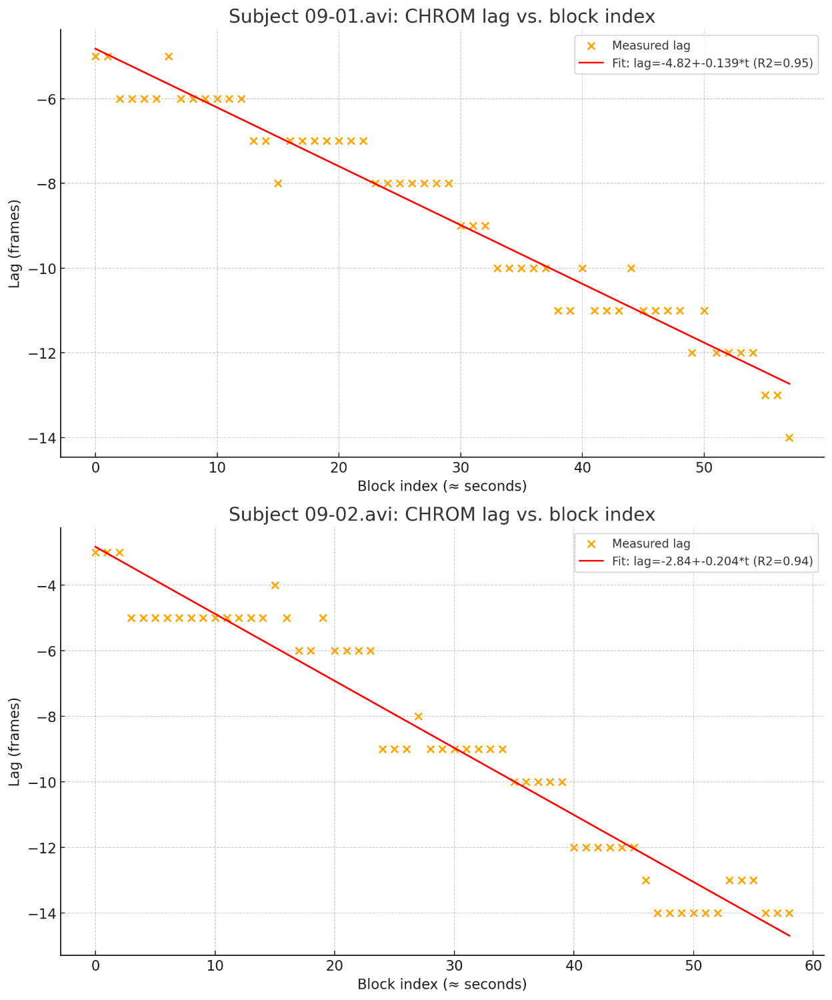 Subject 09-01.avi: CHROM lag vs. block index
Measured lag
Fit: lag=-4.82+-0.139*t (R2=0.95)
Lag (frames)
−6
−8
−10
−12
−14
0 10 20 30 40 50
Block index (≈ seconds)
Subject 09-02.avi: CHROM lag vs. block index
Measured lag
Fit: lag=-2.84+-0.204*t (R2=0.94)
Lag (frames)
−4
−6
−8
−10
−12
−14
0 10 20 30 40 50 60
Block index (≈ seconds)